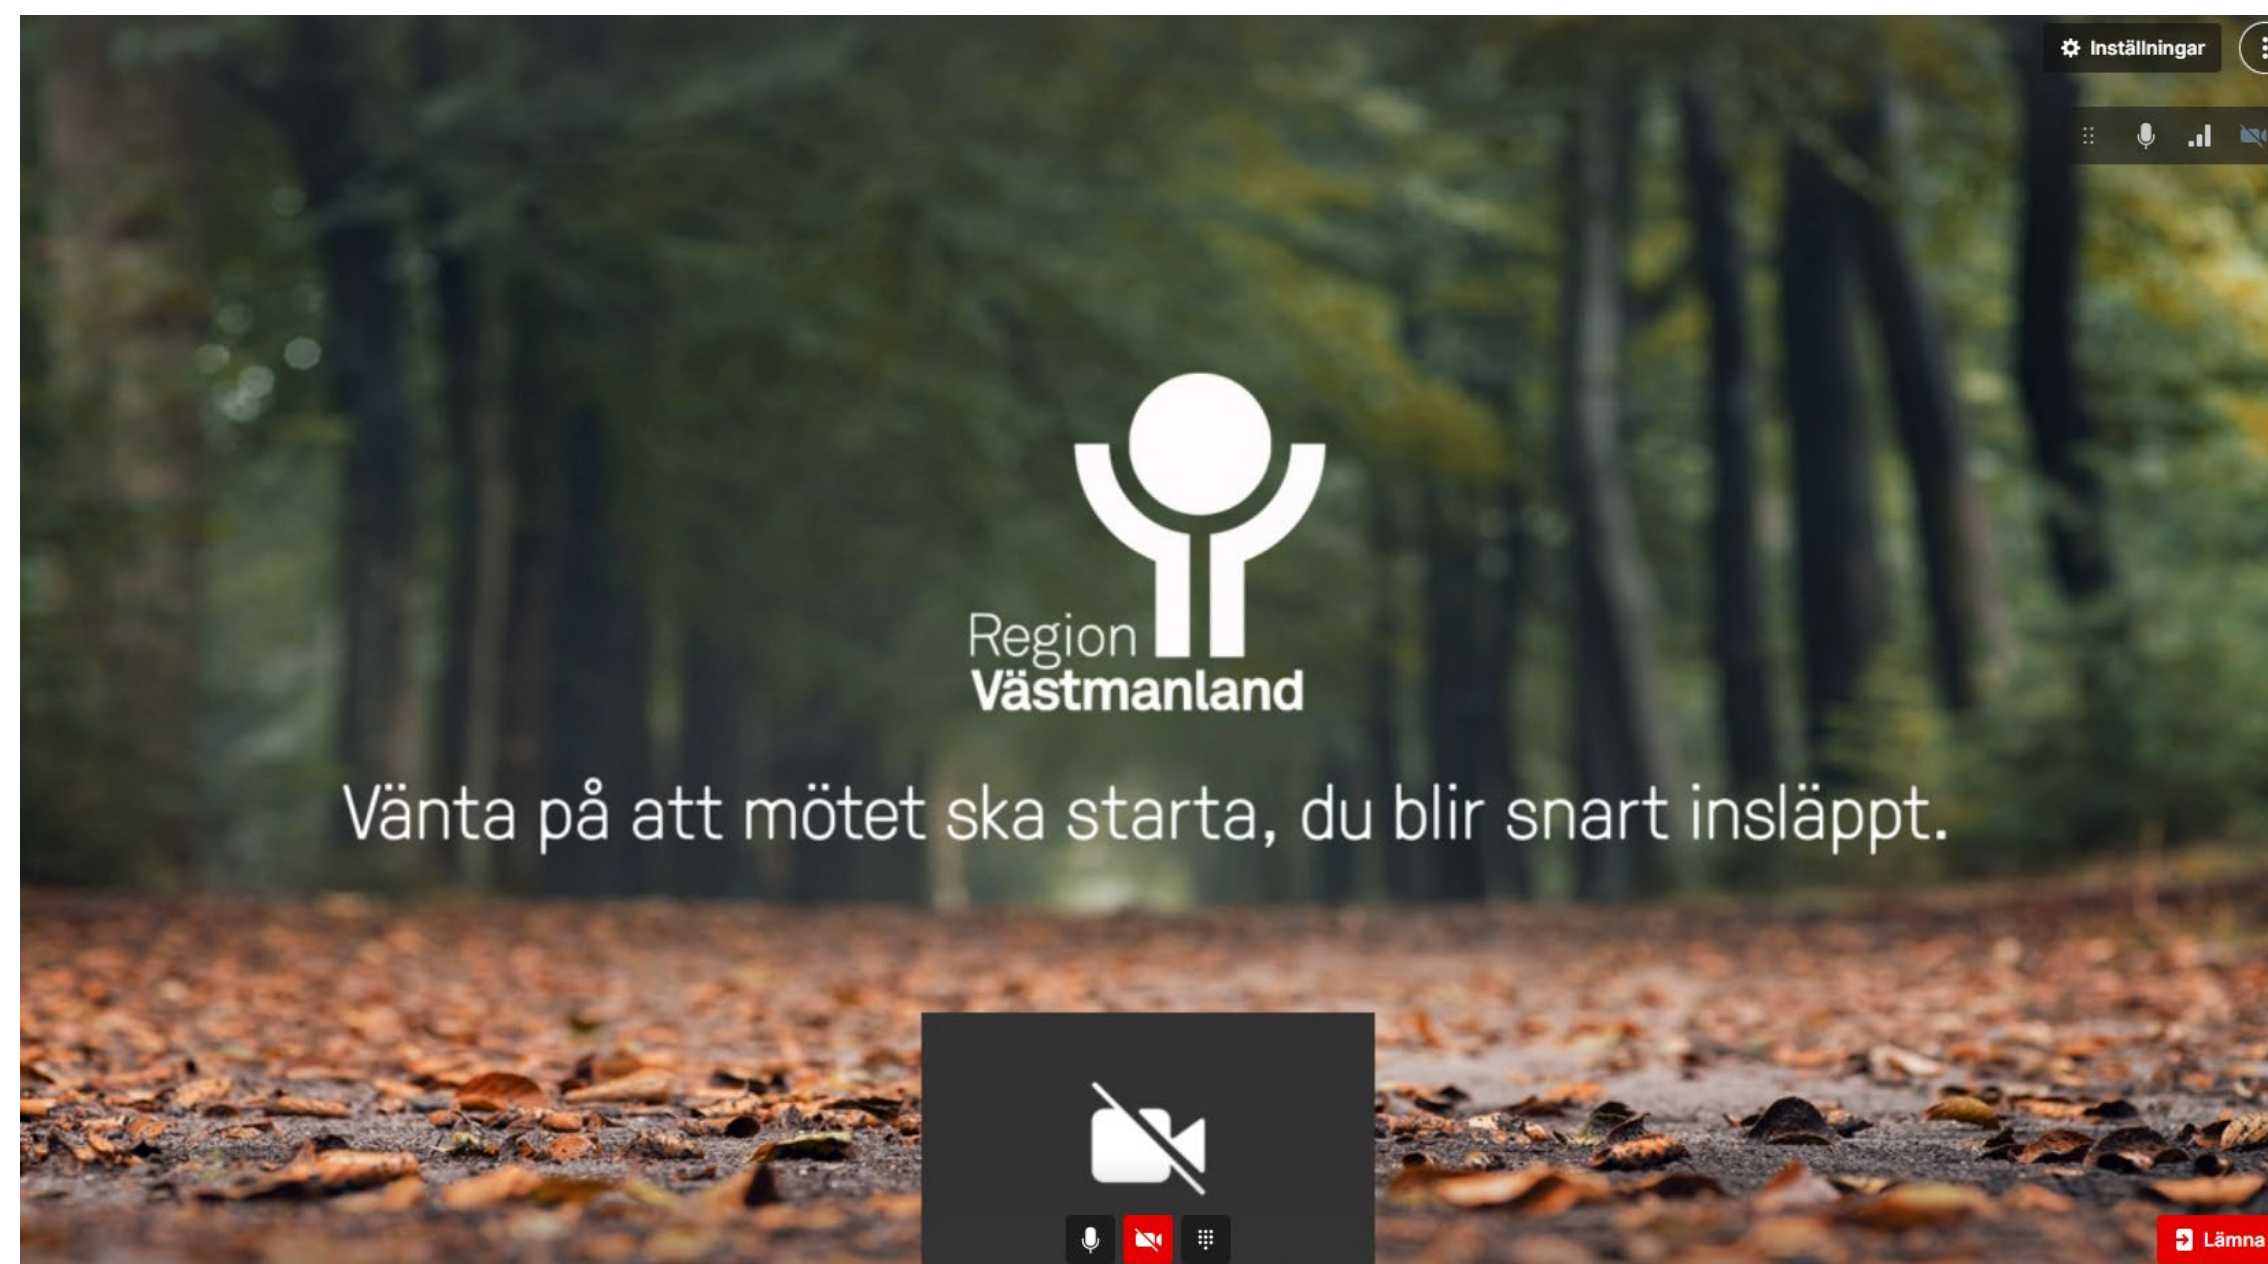 Inställningar
Region
Västmanland
Vänta på att mötet ska starta, du blir snart insläppt.
Lämna